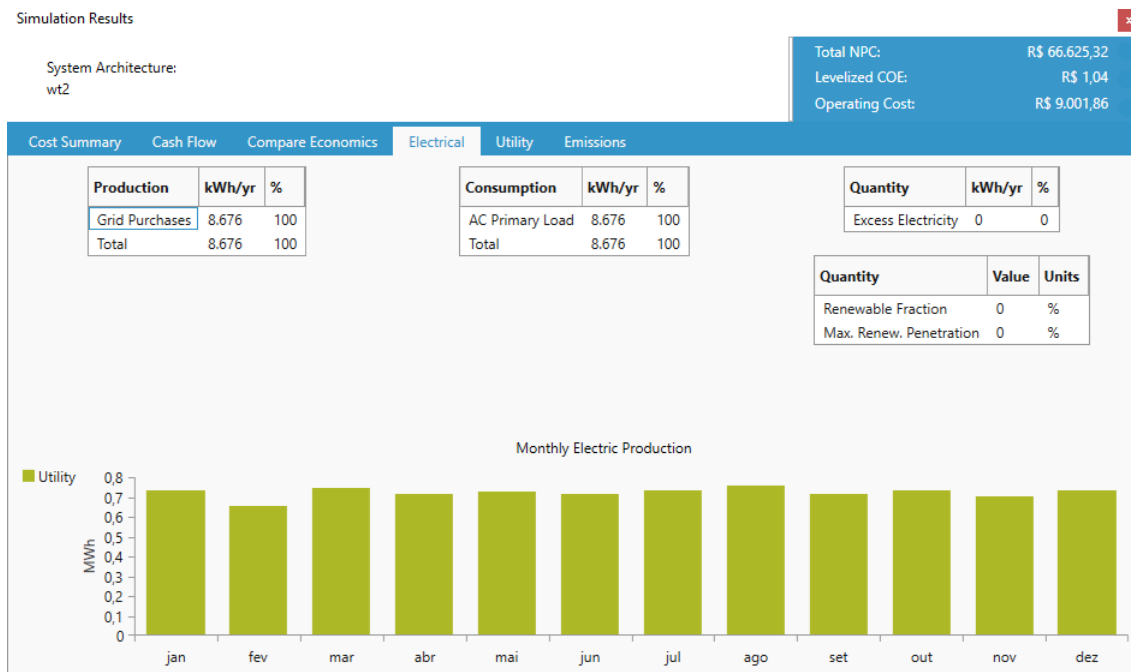 Simulation Results
System Architecture:
wt2
Total NPC: R$ 66.625,32
Levelized COE: R$ 1,04
Operating Cost: R$ 9.001,86
Cost Summary Cash Flow Compare Economics Electrical Utility Emissions
Production kWh/yr %
Grid Purchases 8.676 100
Total 8.676 100
Consumption kWh/yr %
AC Primary Load 8.676 100
Total 8.676 100
Quantity kWh/yr %
Excess Electricity 0 0
Quantity Value Units
Renewable Fraction 0 %
Max. Renew. Penetration 0 %
Monthly Electric Production
Utility
MWh
0,8
0,7
0,6
0,5
0,4
0,3
0,2
0,1
0
jan fev mar abr mai jun jul ago set out nov dez